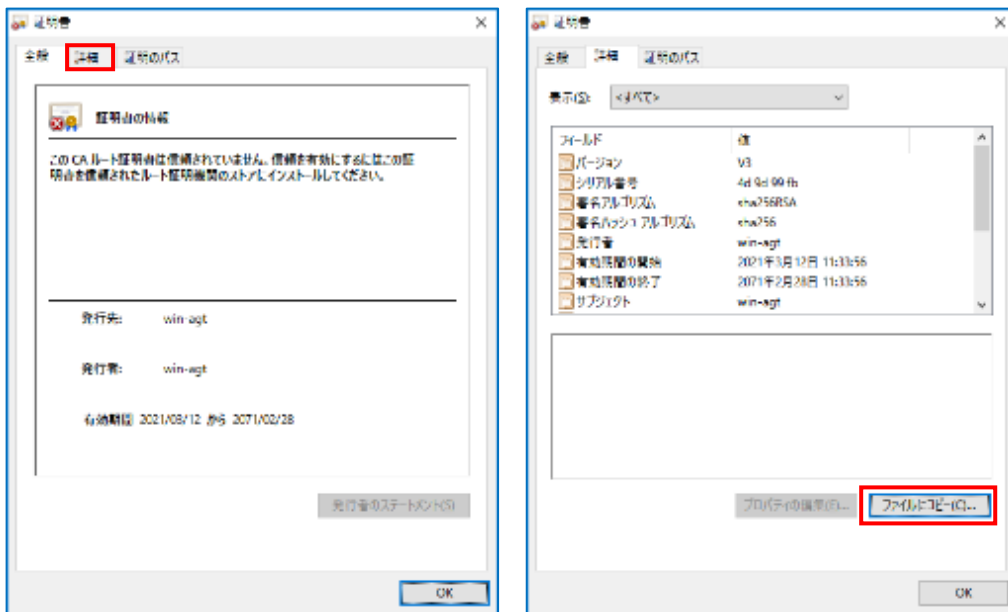 証明書
全般
詳細
証明のパス
証明書の情報
この CA ルート証明書は信頼されていません。信頼を有効にするにはこの証
明書を信頼されたルート証明機関のストアにインストールしてください。
発行先: win-agt
発行者: win-agt
有効期間 2021/03/12 から 2071/02/28
発行者のステートメント(S)
OK
証明書
全般
詳細
証明のパス
表示(S): <すべて>
フィールド 値
バージョン V3
シリアル番号 4d 9d 99 fb
署名アルゴリズム sha256RSA
署名ハッシュ アルゴリズム sha256
発行者 win-agt
有効期間の開始 2021年3月12日 11:33:56
有効期間の終了 2071年2月28日 11:33:56
サブジェクト win-agt
プロパティの編集(E)...
ファイルにコピー(C)...
OK